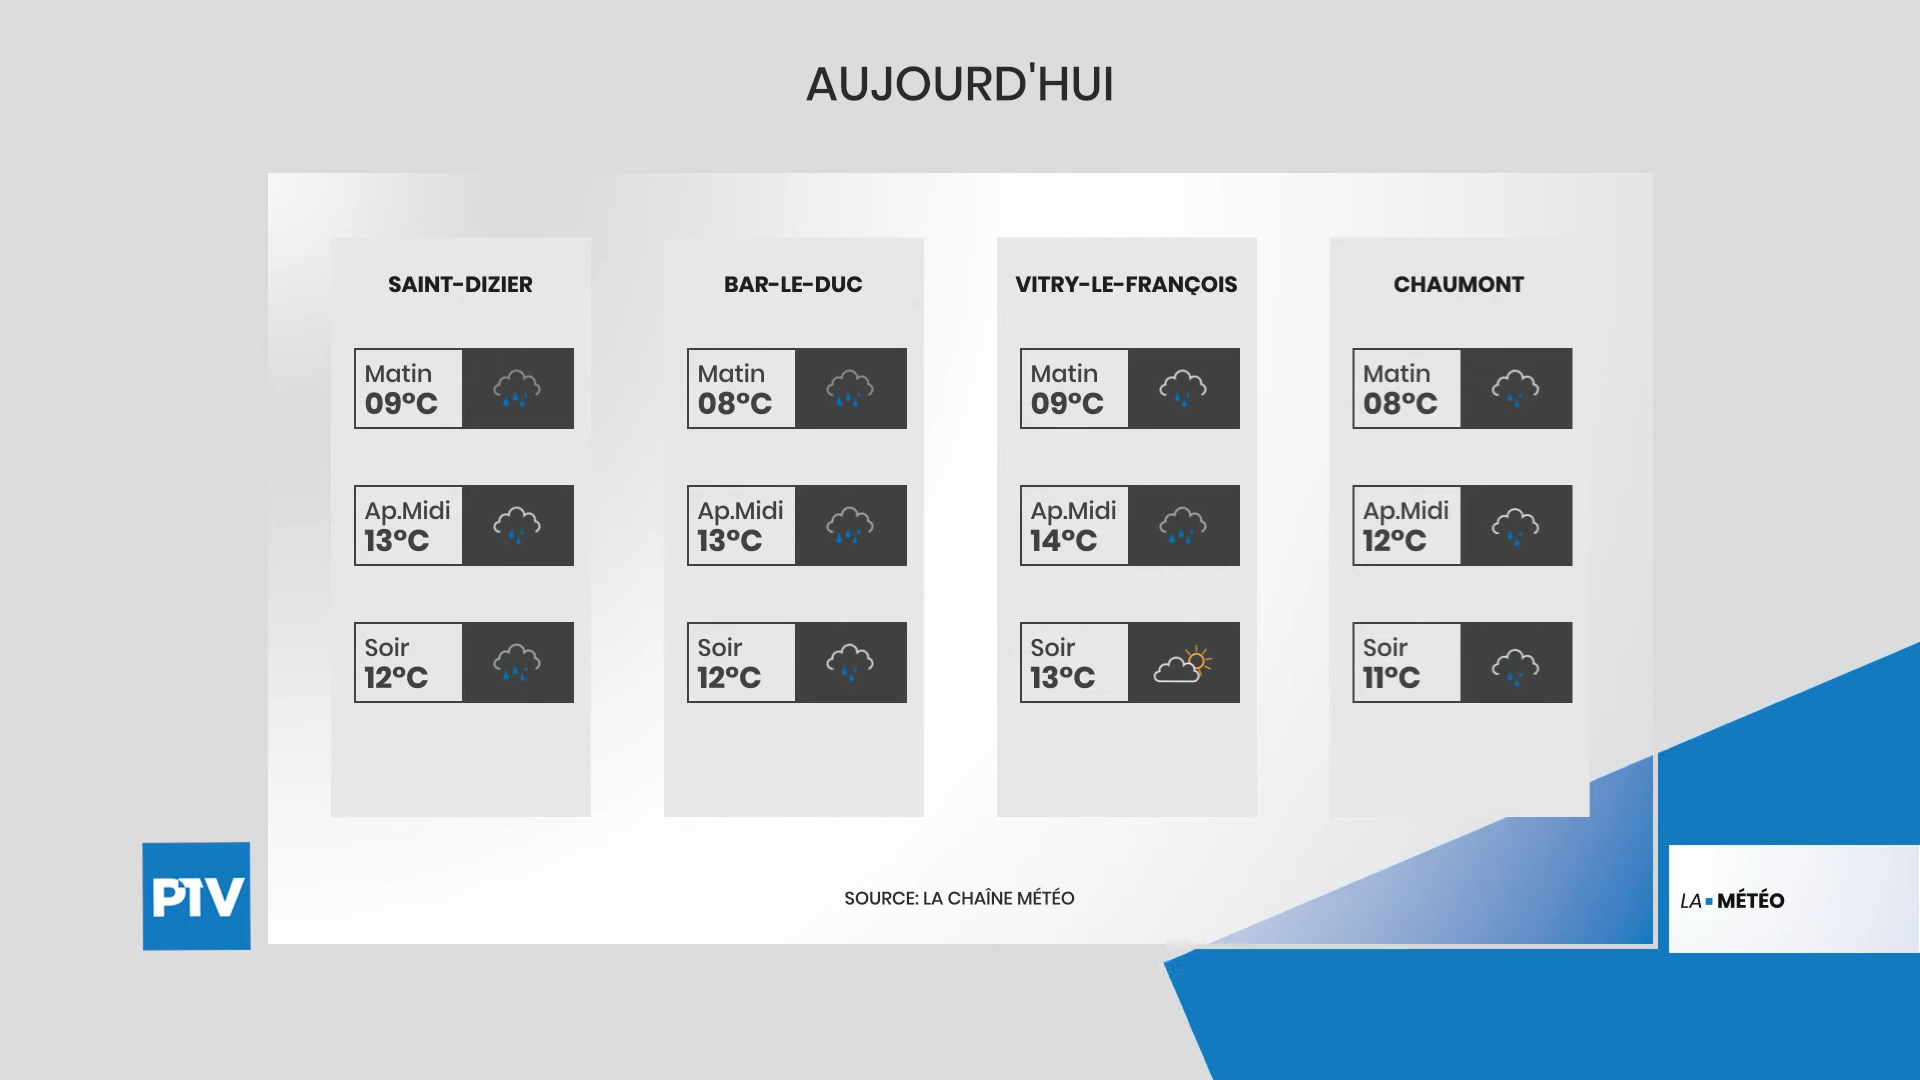 AUJOURD'HUI
SAINT-DIZIER
Matin
09°C
Ap.Midi
13°C
Soir
12°C
BAR-LE-DUC
Matin
08°C
Ap.Midi
13°C
Soir
12°C
VITRY-LE-FRANÇOIS
Matin
09°C
Ap.Midi
14°C
Soir
13°C
CHAUMONT
Matin
08°C
Ap.Midi
12°C
Soir
11°C
SOURCE: LA CHAÎNE MÉTÉO
PTV
LA MÉTÉO